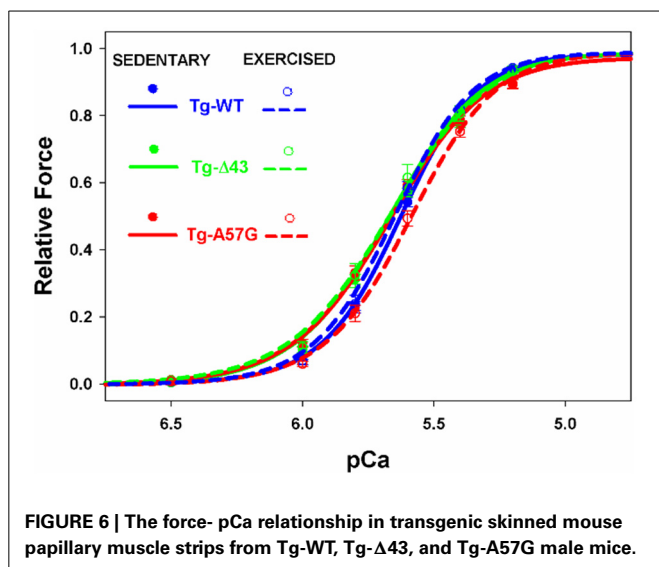 1.0
SEDENTARY EXERCISED
Tg-WT
0.8
Tg-Δ43
0.6
Tg-A57G
0.4
0.2
0.0
Relative Force
6.5 6.0 5.5 5.0
pCa
FIGURE 6 | The force- pCa relationship in transgenic skinned mouse
papillary muscle strips from Tg-WT, Tg-Δ43, and Tg-A57G male mice.